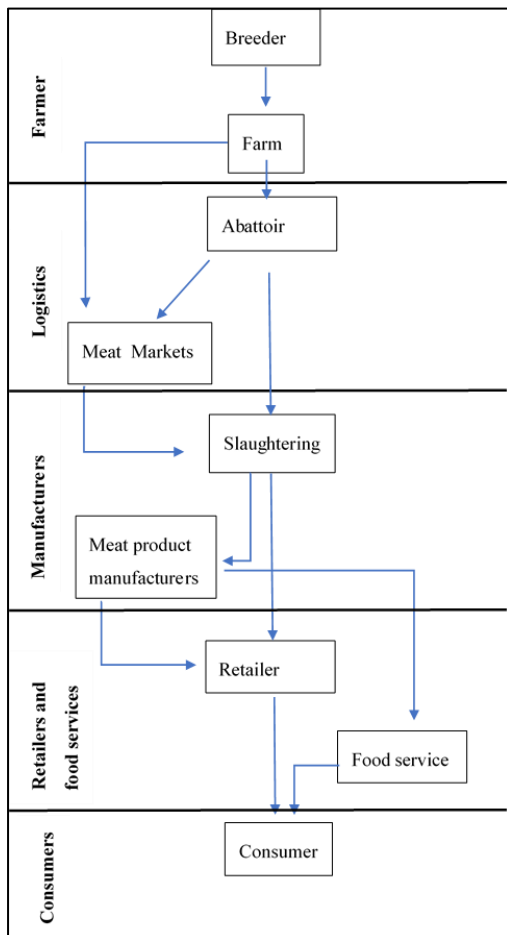 Farmer
Breeder
Farm
Logistics
Abattoir
Meat Markets
Manufacturers
Slaughtering
Meat product
manufacturers
Retailers and
food services
Retailer
Food service
Consumers
Consumer